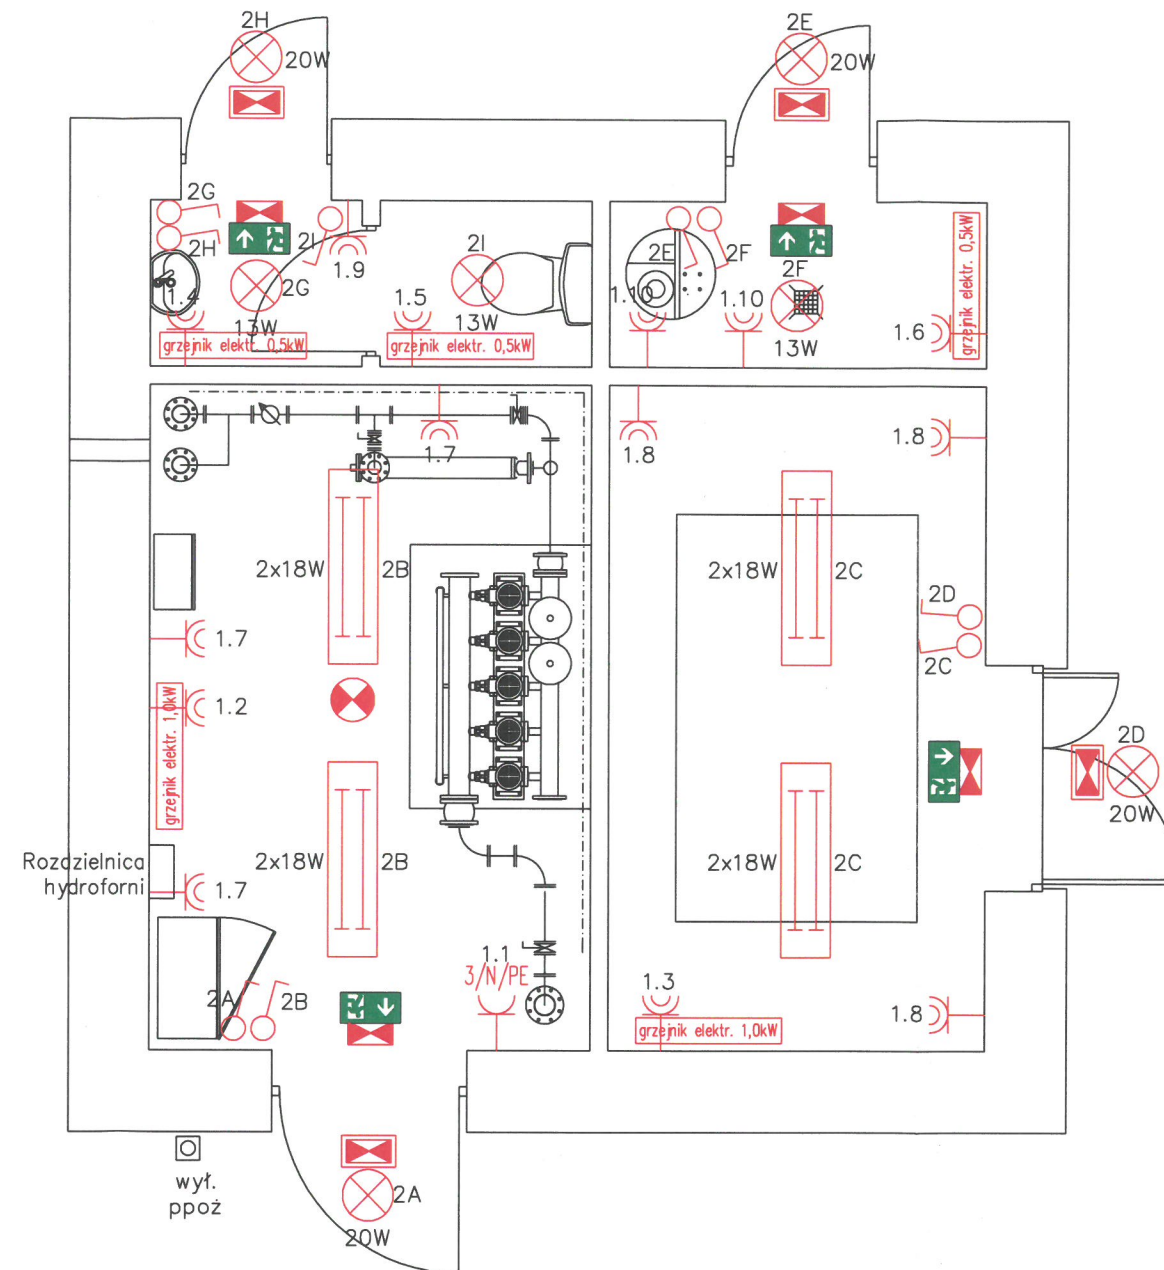 2H
20W
2E
20W
2G
2H
2I
1.9
2I
2E
2F
2F
1.4
2G
13W
grzejnik elektr. 0,5kW
1.5
13W
grzejnik elektr. 0,5kW
1.10
1.10
13W
1.6
grzejnik elektr. 0,5kW
1.7
1.8
1.8
2x18W
2B
2x18W
2C
2D
2C
1.7
1.2
grzejnik elektr. 1,0kW
2D
20W
Rozdzielnica
hydroforni
1.7
2x18W
2B
2x18W
2C
1.1
3/N/PE
2A
2B
1.3
grzejnik elektr. 1,0kW
1.8
wył.
ppoż
2A
20W